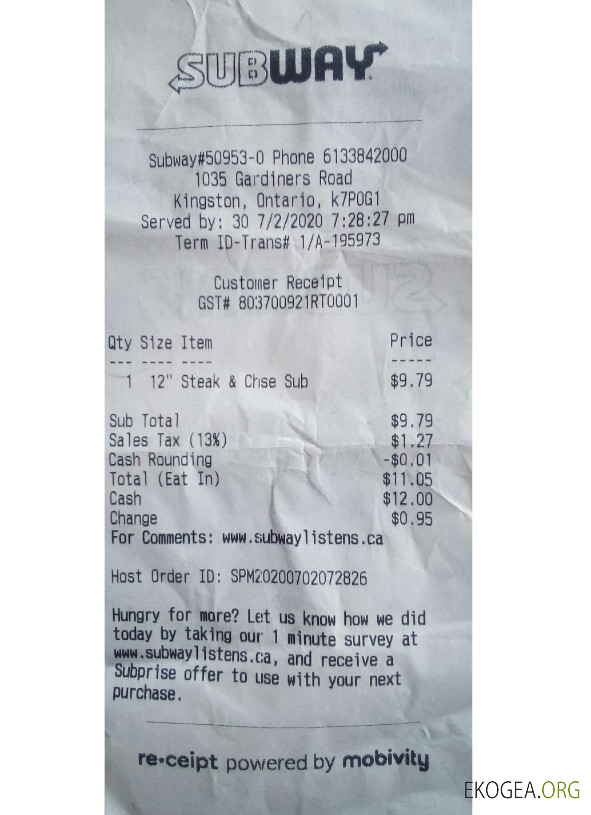 SUBWAY
Subway#50953-0 Phone 6133842000
1035 Gardiners Road
Kingston, Ontario, k7P0G1
Served by: 30 7/2/2020 7:28:27 pm
Term ID-Trans# 1/A-195973
Customer Receipt
GST# 803700921RT0001
Qty Size Item Price
--- ---- ---- -----
1 12" Steak & Chse Sub $9.79
Sub Total $9.79
Sales Tax (13%) $1.27
Cash Rounding -$0.01
Total (Eat In) $11.05
Cash $12.00
Change $0.95
For Comments: www.subwaylistens.ca
Host Order ID: SPM20200702072826
Hungry for more? Let us know how we did
today by taking our 1 minute survey at
www.subwaylistens.ca, and receive a
Subprise offer to use with your next
purchase.
re•ceipt powered by mobivity
EKOGEA.ORG